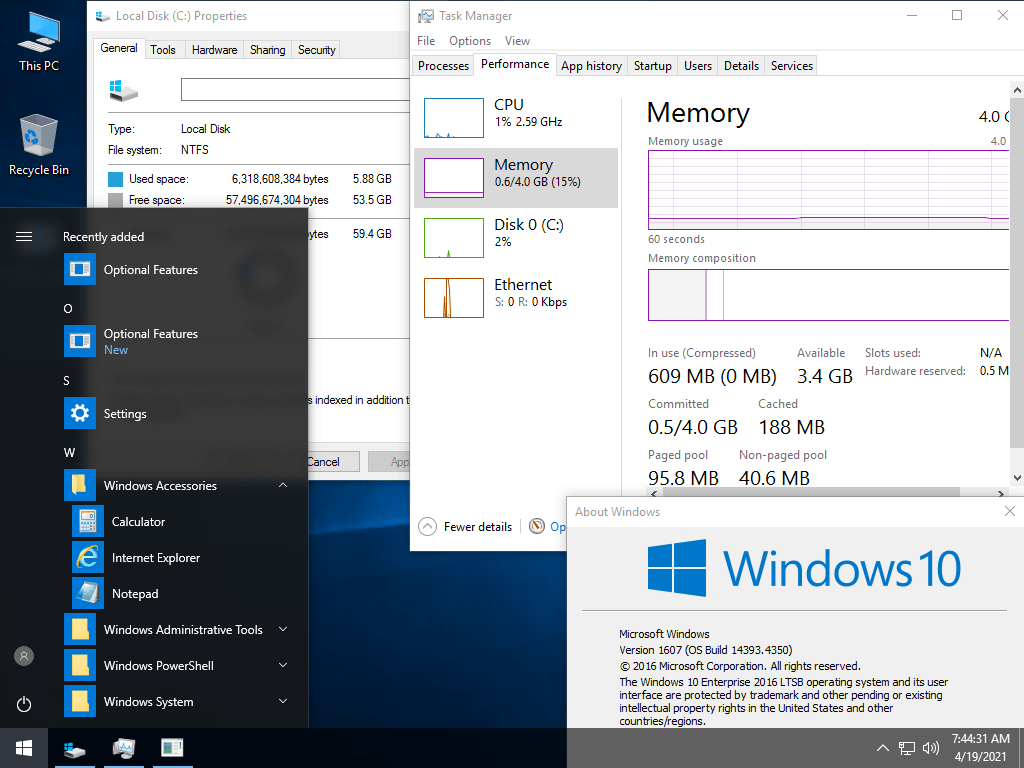 This PC
Recycle Bin
Local Disk (C:) Properties
General Tools Hardware Sharing Security
Type: Local Disk
File system: NTFS
Used space: 6,318,608,384 bytes 5.88 GB
Free space: 57,496,674,304 bytes 53.5 GB
bytes 59.4 GB
s indexed in addition to
Cancel App
Task Manager
File Options View
Processes Performance App history Startup Users Details Services
CPU
1% 2.59 GHz
Memory
0.6/4.0 GB (15%)
Disk 0 (C:)
2%
Ethernet
S: 0 R: 0 Kbps
Memory 4.0 G
Memory usage 4.0
60 seconds
Memory composition
In use (Compressed) Available Slots used: N/A
609 MB (0 MB) 3.4 GB Hardware reserved: 0.5 M
Committed Cached
0.5/4.0 GB 188 MB
Paged pool Non-paged pool
95.8 MB 40.6 MB
Fewer details Op
Recently added
Optional Features
O
Optional Features
New
S
Settings
W
Windows Accessories
Calculator
Internet Explorer
Notepad
Windows Administrative Tools
Windows PowerShell
Windows System
About Windows
Windows 10
Microsoft Windows
Version 1607 (OS Build 14393.4350)
© 2016 Microsoft Corporation. All rights reserved.
The Windows 10 Enterprise 2016 LTSB operating system and its user
interface are protected by trademark and other pending or existing
intellectual property rights in the United States and other
countries/regions.
7:44:31 AM
4/19/2021